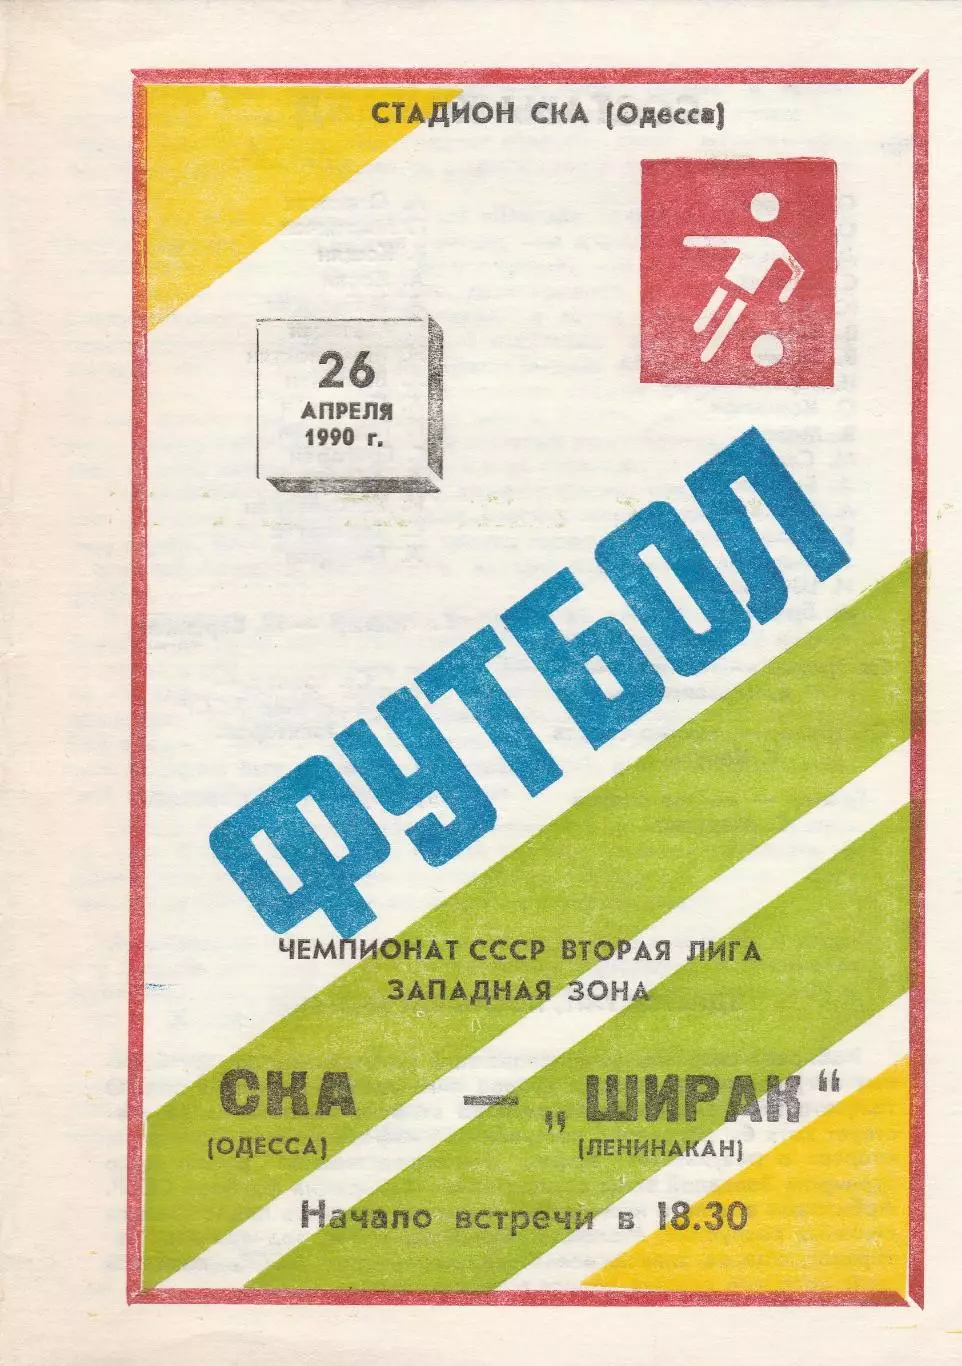 СТАДИОН СКА (Одесса)
26
АПРЕЛЯ
1990 г.
ФУТБОЛ
ЧЕМПИОНАТ СССР ВТОРАЯ ЛИГА
ЗАПАДНАЯ ЗОНА
СКА — „ШИРАК“
(ОДЕССА) (ЛЕНИНАКАН)
Начало встречи в 18.30